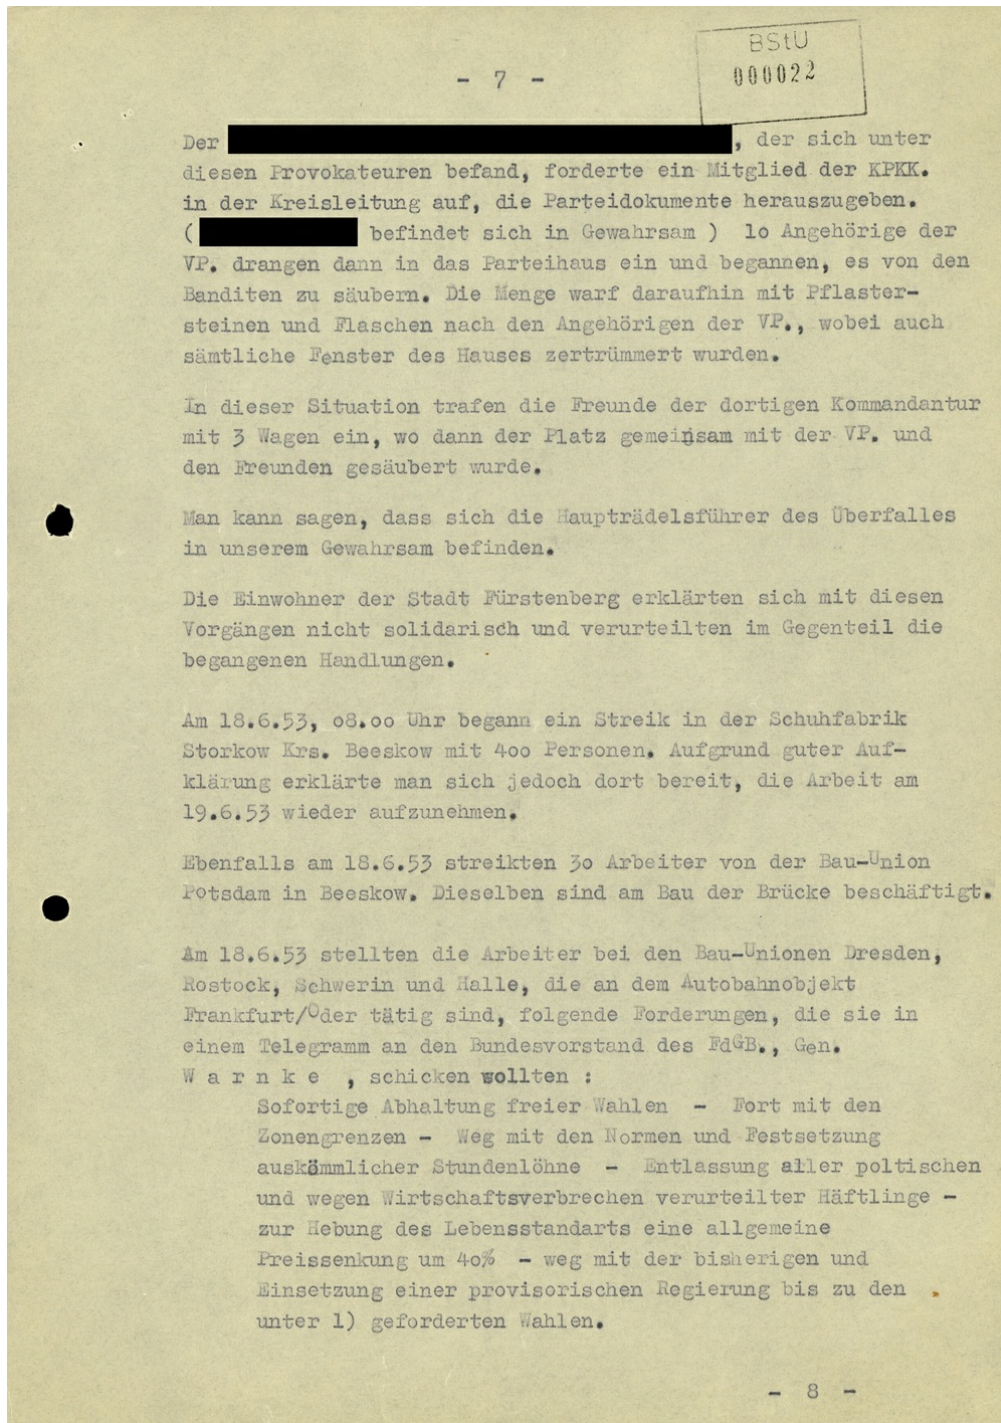 BStU
000022
- 7 -
Der , der sich unter
diesen Provokateuren befand, forderte ein Mitglied der KPKK.
in der Kreisleitung auf, die Parteidokumente herauszugeben.
( befindet sich in Gewahrsam ) lo Angehörige der
VP. drangen dann in das Parteihaus ein und begannen, es von den
Banditen zu säubern. Die Menge warf daraufhin mit Pflaster-
steinen und Flaschen nach den Angehörigen der VP., wobei auch
sämtliche Fenster des Hauses zertrümmert wurden.
In dieser Situation trafen die Freunde der dortigen Kommandantur
mit 3 Wagen ein, wo dann der Platz gemeinsam mit der VP. und
den Freunden gesäubert wurde.
Man kann sagen, dass sich die Haupträdelsführer des Überfalles
in unserem Gewahrsam befinden.
Die Einwohner der Stadt Fürstenberg erklärten sich mit diesen
Vorgängen nicht solidarisch und verurteilten im Gegenteil die
begangenen Handlungen.
Am 18.6.53, o8.oo Uhr begann ein Streik in der Schuhfabrik
Storkow Krs. Beeskow mit 4oo Personen. Aufgrund guter Auf-
klärung erklärte man sich jedoch dort bereit, die Arbeit am
19.6.53 wieder aufzunehmen.
Ebenfalls am 18.6.53 streikten 3o Arbeiter von der Bau-Union
Potsdam in Beeskow. Dieselben sind am Bau der Brücke beschäftigt.
Am 18.6.53 stellten die Arbeiter bei den Bau-Unionen Dresden,
Rostock, Schwerin und Halle, die an dem Autobahnobjekt
Frankfurt/Oder tätig sind, folgende Forderungen, die sie in
einem Telegramm an den Bundesvorstand des FdGB., Gen.
W a r n k e , schicken wollten :
Sofortige Abhaltung freier Wahlen - Fort mit den
Zonengrenzen - Weg mit den Normen und Festsetzung
auskömmlicher Stundenlöhne - Entlassung aller poltischen
und wegen Wirtschaftsverbrechen verurteilter Häftlinge -
zur Hebung des Lebensstandarts eine allgemeine
Preissenkung um 4o% - weg mit der bisherigen und
Einsetzung einer provisorischen Regierung bis zu den
unter 1) geforderten Wahlen.
- 8 -